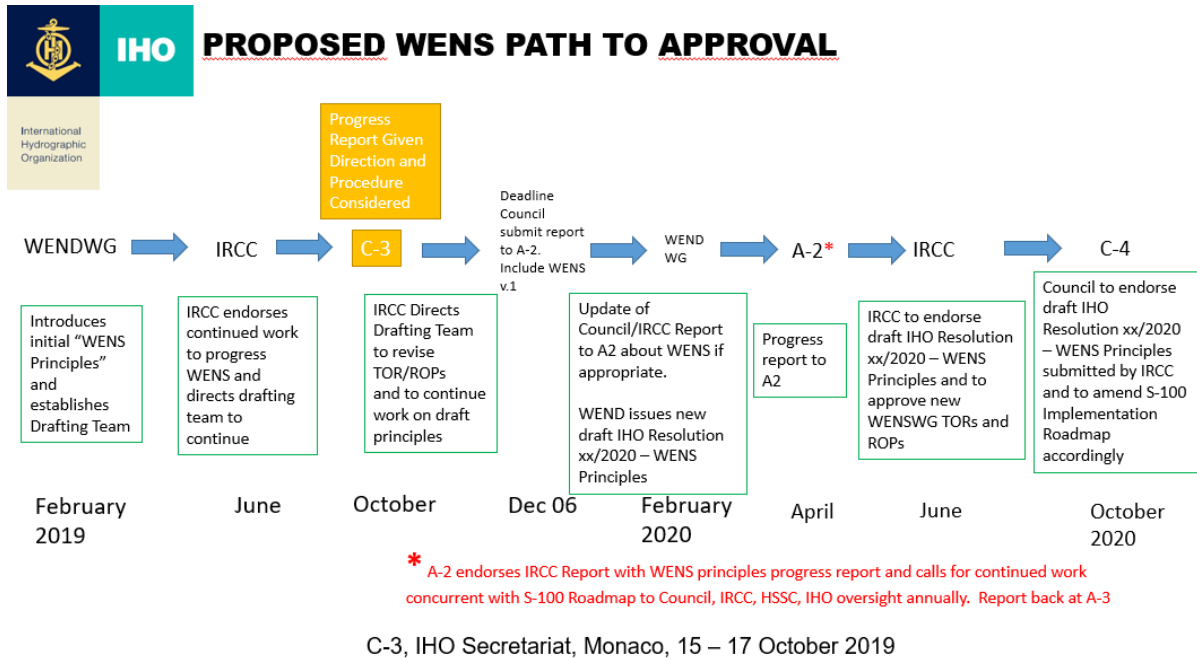 IHO
PROPOSED WENS PATH TO APPROVAL
International
Hydrographic
Organization
Progress
Report Given
Direction and
Procedure
Considered
WENDWG
IRCC
C-3
Deadline
Council
submit report
to A-2.
Include WENS
v.1
WEND
WG
A-2*
IRCC
C-4
Introduces
initial “WENS
Principles”
and
establishes
Drafting Team
IRCC endorses
continued work
to progress
WENS and
directs drafting
team to
continue
IRCC Directs
Drafting Team
to revise
TOR/ROPs
and to continue
work on draft
principles
Update of
Council/IRCC Report
to A2 about WENS if
appropriate.
WEND issues new
draft IHO Resolution
xx/2020 – WENS
Principles
Progress
report to
A2
IRCC to endorse
draft IHO Resolution
xx/2020 – WENS
Principles and to
approve new
WENSWG TORs and
ROPs
Council to endorse
draft IHO
Resolution xx/2020
– WENS Principles
submitted by IRCC
and to amend S-100
Implementation
Roadmap
accordingly
February
2019
June
October
Dec 06
February
2020
April
June
October
2020
* A-2 endorses IRCC Report with WENS principles progress report and calls for continued work
concurrent with S-100 Roadmap to Council, IRCC, HSSC, IHO oversight annually. Report back at A-3
C-3, IHO Secretariat, Monaco, 15 – 17 October 2019